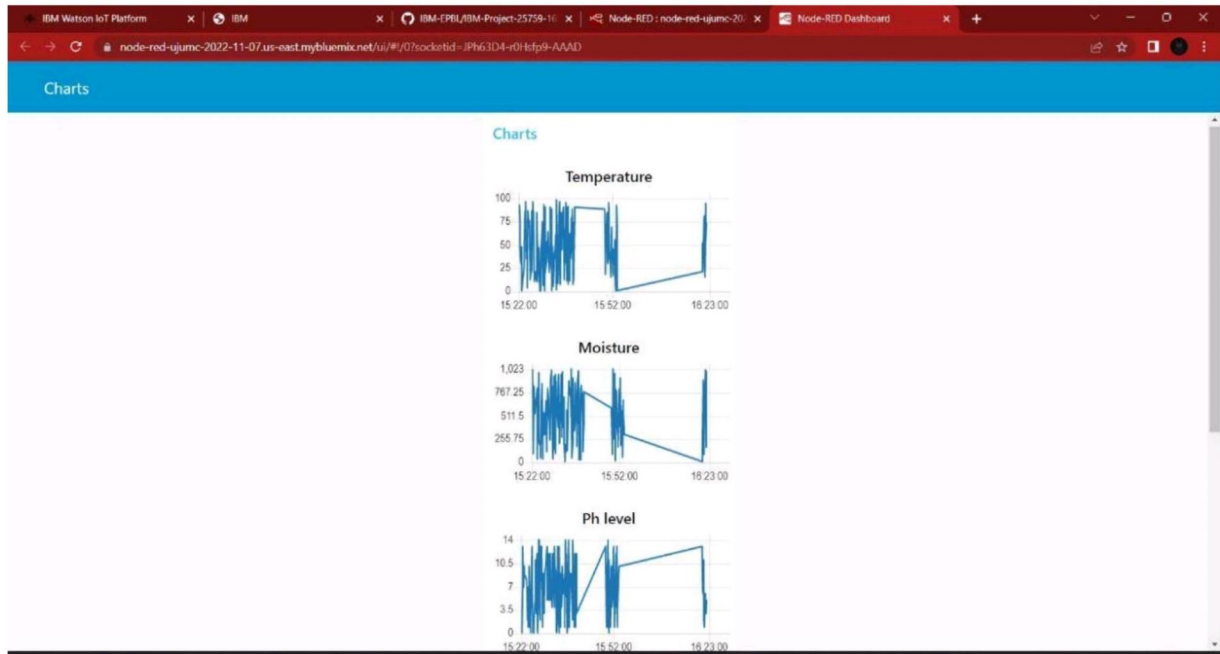 IBM Watson IoT Platform
IBM
IBM-EPBL/IBM-Project-25759-16
Node-RED : node-red-ujumc-20
Node-RED Dashboard
node-red-ujumc-2022-11-07.us-east.mybluemix.net/ui/#!/0?socketid=JPh63D4-r0Hsfp9-AAAD
Charts
Charts
Temperature
100
75
50
25
0
15:22:00 15:52:00 16:23:00
Moisture
1,023
767.25
511.5
255.75
0
15:22:00 15:52:00 16:23:00
Ph level
14
10.5
7
3.5
0
15:22:00 15:52:00 16:23:00